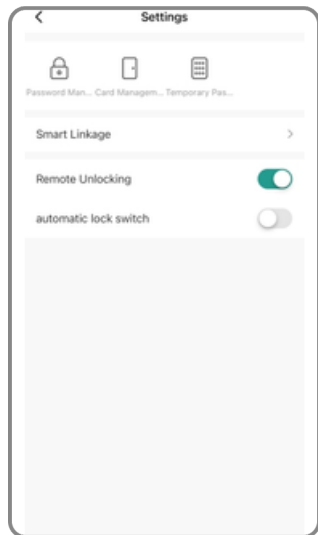 Settings
Password Man... Card Managem... Temporary Pas...
Smart Linkage
Remote Unlocking
automatic lock switch